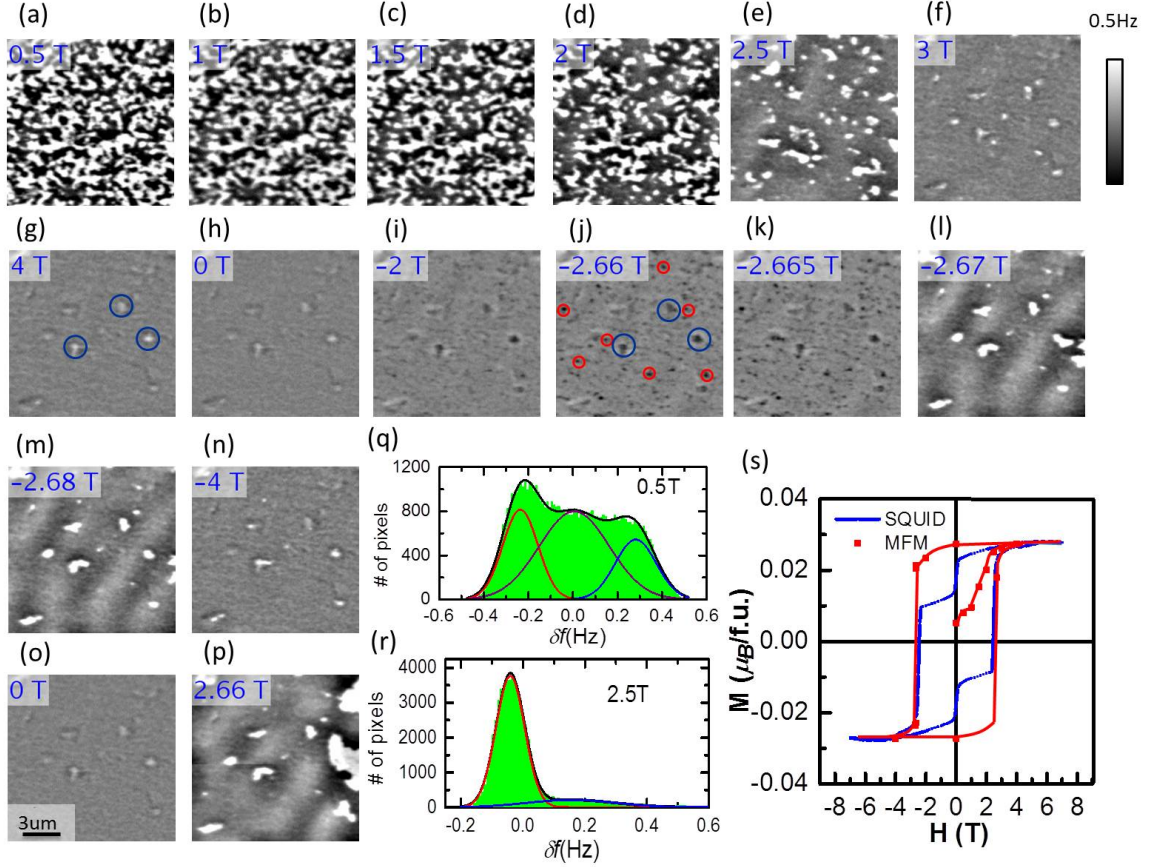 (a) (b) (c) (d) (e) (f)
0.5Hz
0.5 T 1 T 1.5 T 2 T 2.5 T 3 T
(g) (h) (i) (j) (k) (l)
4 T 0 T −2 T −2.66 T −2.665 T −2.67 T
(m) (n) (q) (s)
−2.68 T −4 T
1200
800
400
0
# of pixels
0.5T
-0.6 -0.4 -0.2 0.0 0.2 0.4 0.6
δf(Hz)
(o) (p) (r)
0 T 2.66 T
3um
4000
3000
2000
1000
0
# of pixels
2.5T
-0.2 0.0 0.2 0.4 0.6
δf(Hz)
0.04
0.02
0.00
-0.02
-0.04
M (μB/f.u.)
SQUID
MFM
-8 -6 -4 -2 0 2 4 6 8
H (T)